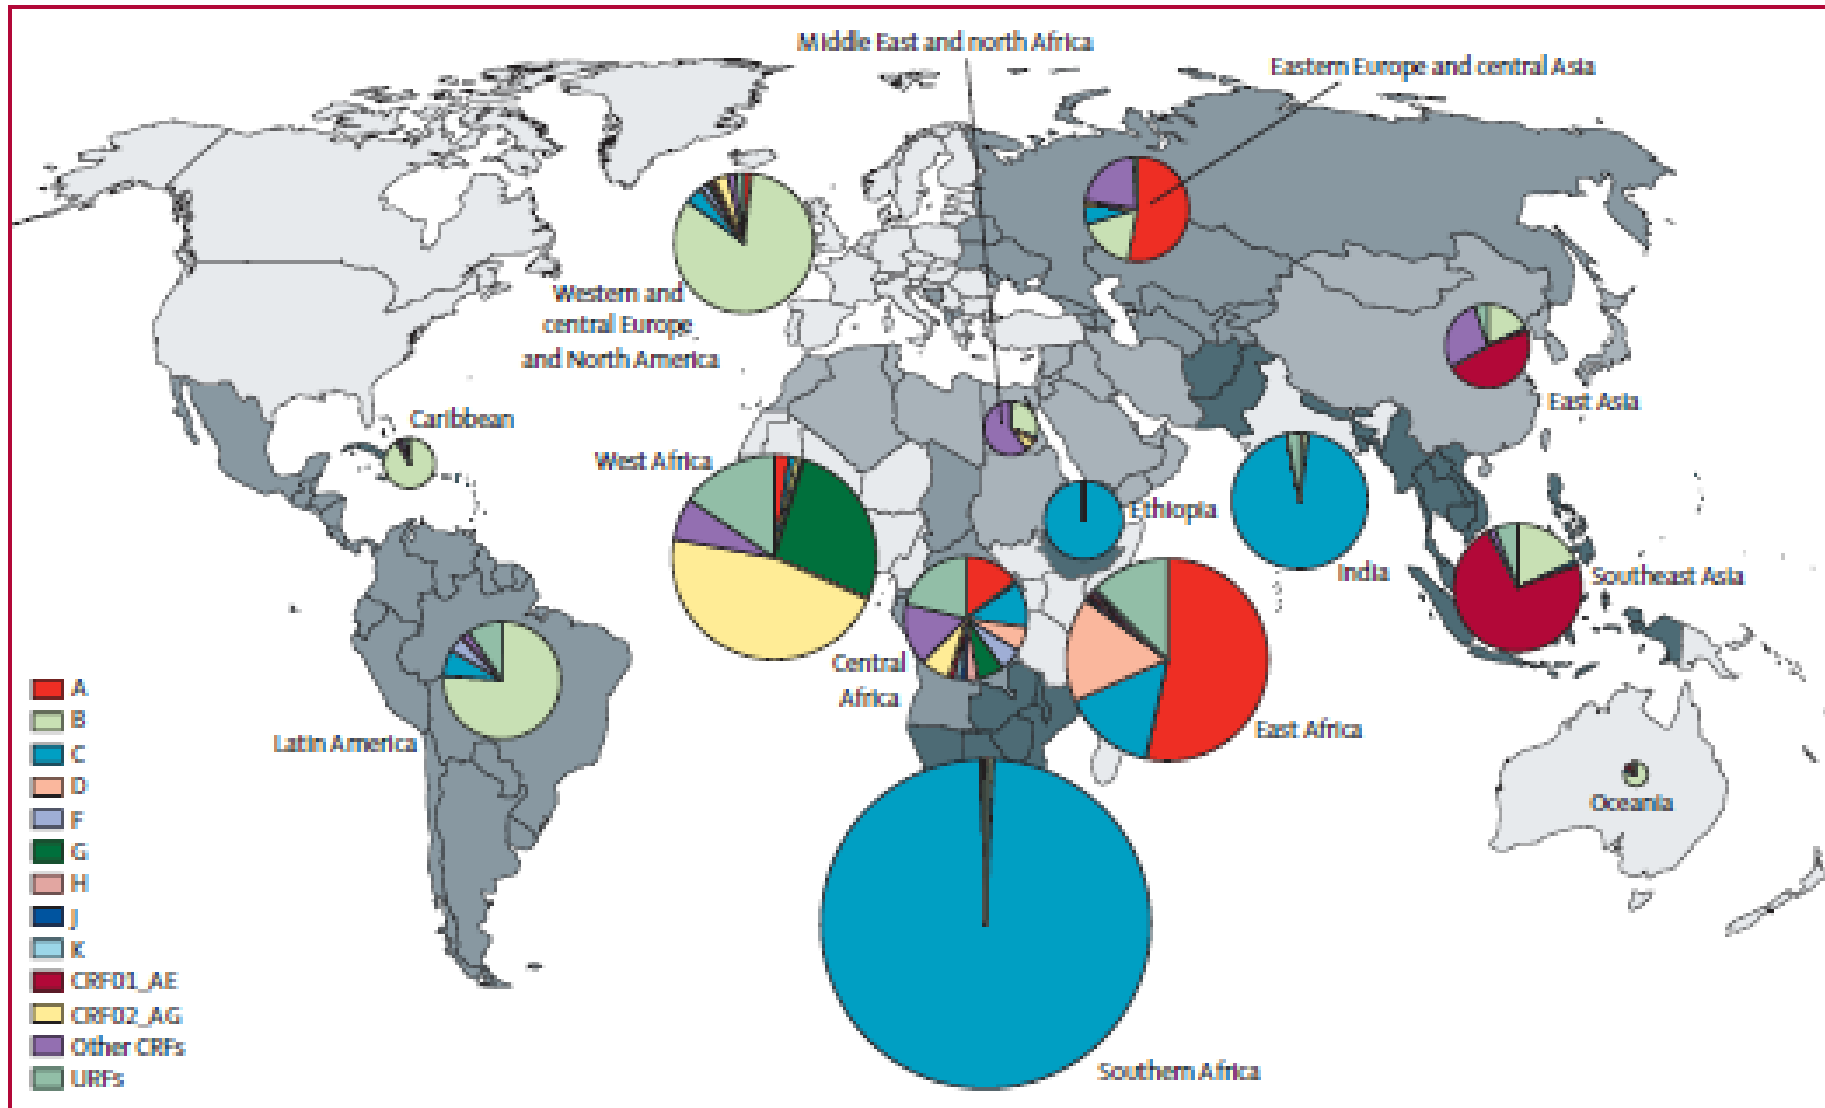 Middle East and north Africa
Eastern Europe and central Asia
Western and
central Europe
and North America
Caribbean
East Asia
West Africa
Ethiopia
India
Southeast Asia
Central
Africa
East Africa
Latin America
Oceania
Southern Africa
A
B
C
D
F
G
H
J
K
CRF01_AE
CRF02_AG
Other CRFs
URFs